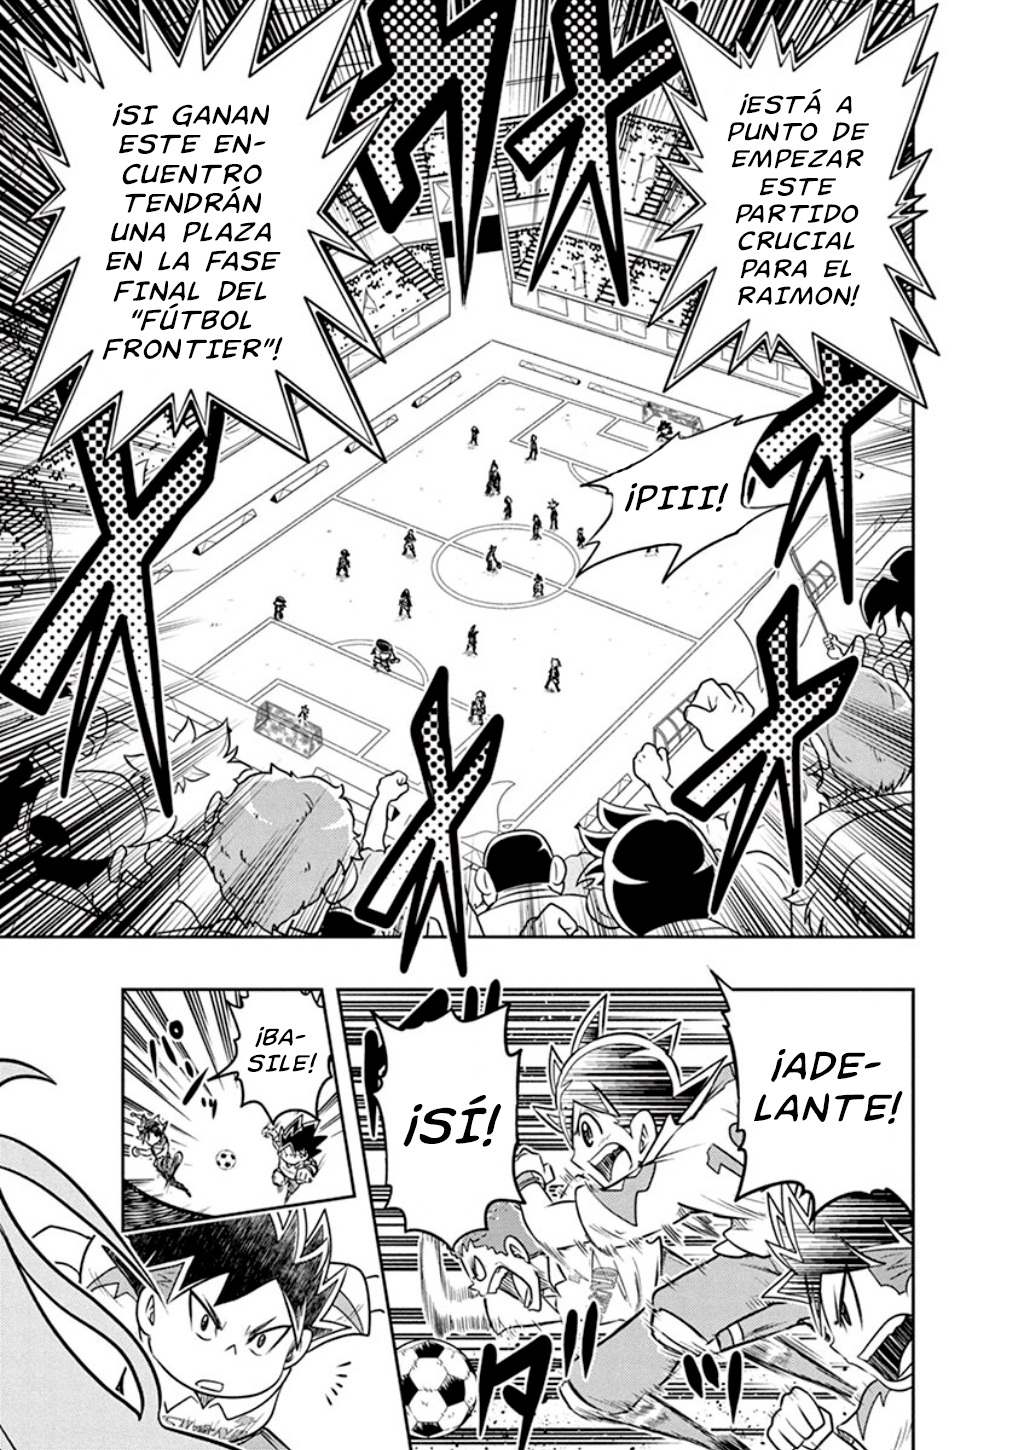 ¡ESTÁ A
PUNTO DE
EMPEZAR
ESTE
PARTIDO
CRUCIAL
PARA EL
RAIMON!
¡SI GANAN
ESTE EN-
CUENTRO
TENDRÁN
UNA PLAZA
EN LA FASE
FINAL DEL
"FÚTBOL
FRONTIER"!
¡PIII!
¡ADE-
LANTE!
¡SÍ!
¡BA-
SILE!